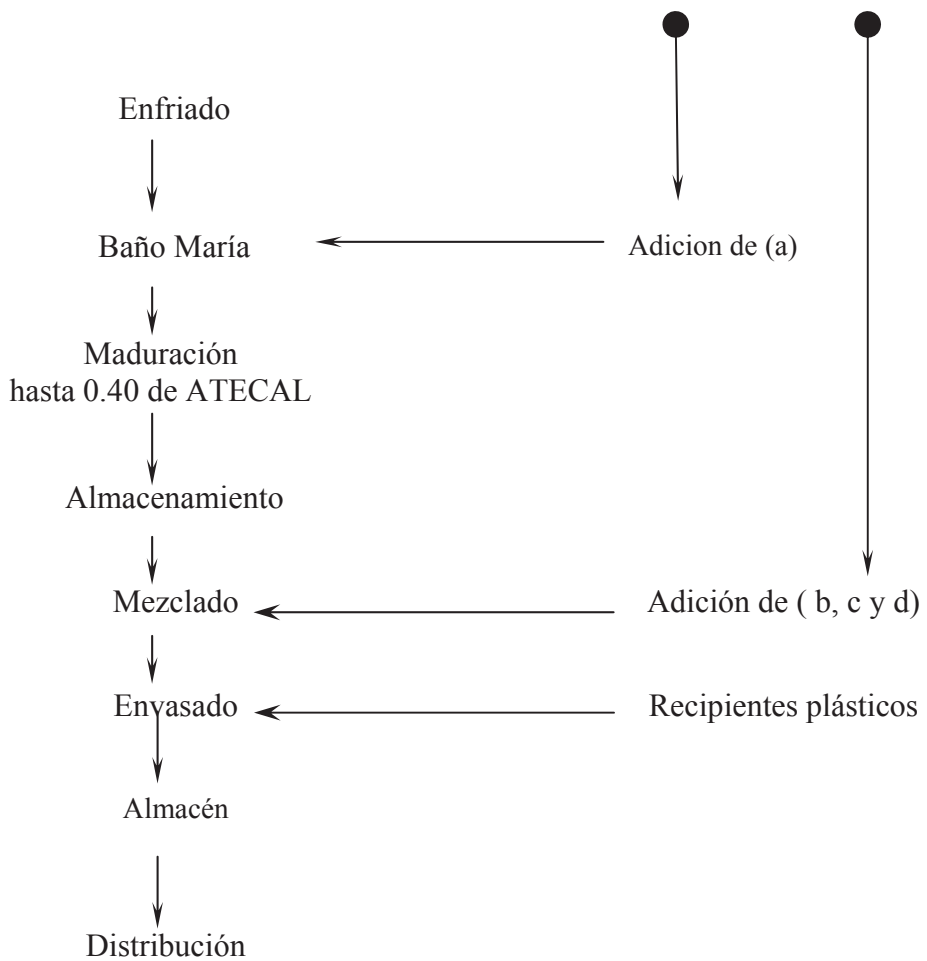 Enfriado
Baño María
Adicion de (a)
Maduración
hasta 0.40 de ATECAL
Almacenamiento
Mezclado
Adición de ( b, c y d)
Envasado
Recipientes plásticos
Almacén
Distribución